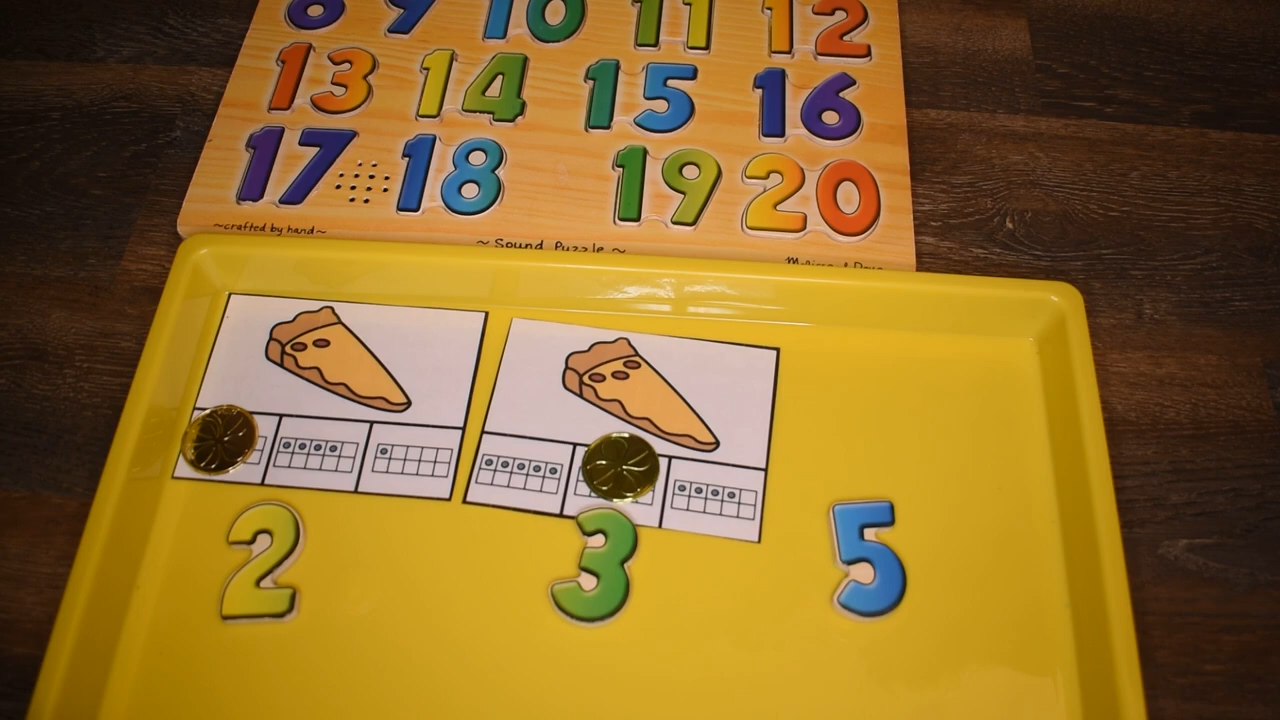 8 9 10 11 12
13 14 15 16
17 18 19 20
~crafted by hand~
~ Sound Puzzle ~
2 3 5